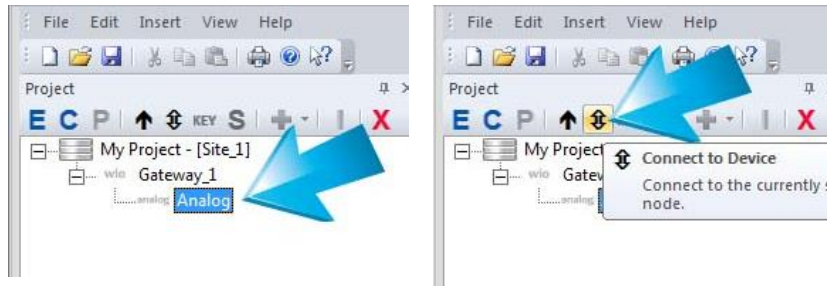 File Edit Insert View Help
Project
E C P KEY S X
My Project - [Site_1]
wio Gateway_1
analog Analog
File Edit Insert View Help
Project
E C P X
My Project
Connect to Device
wio Gatew
Connect to the currently s
node.
analog